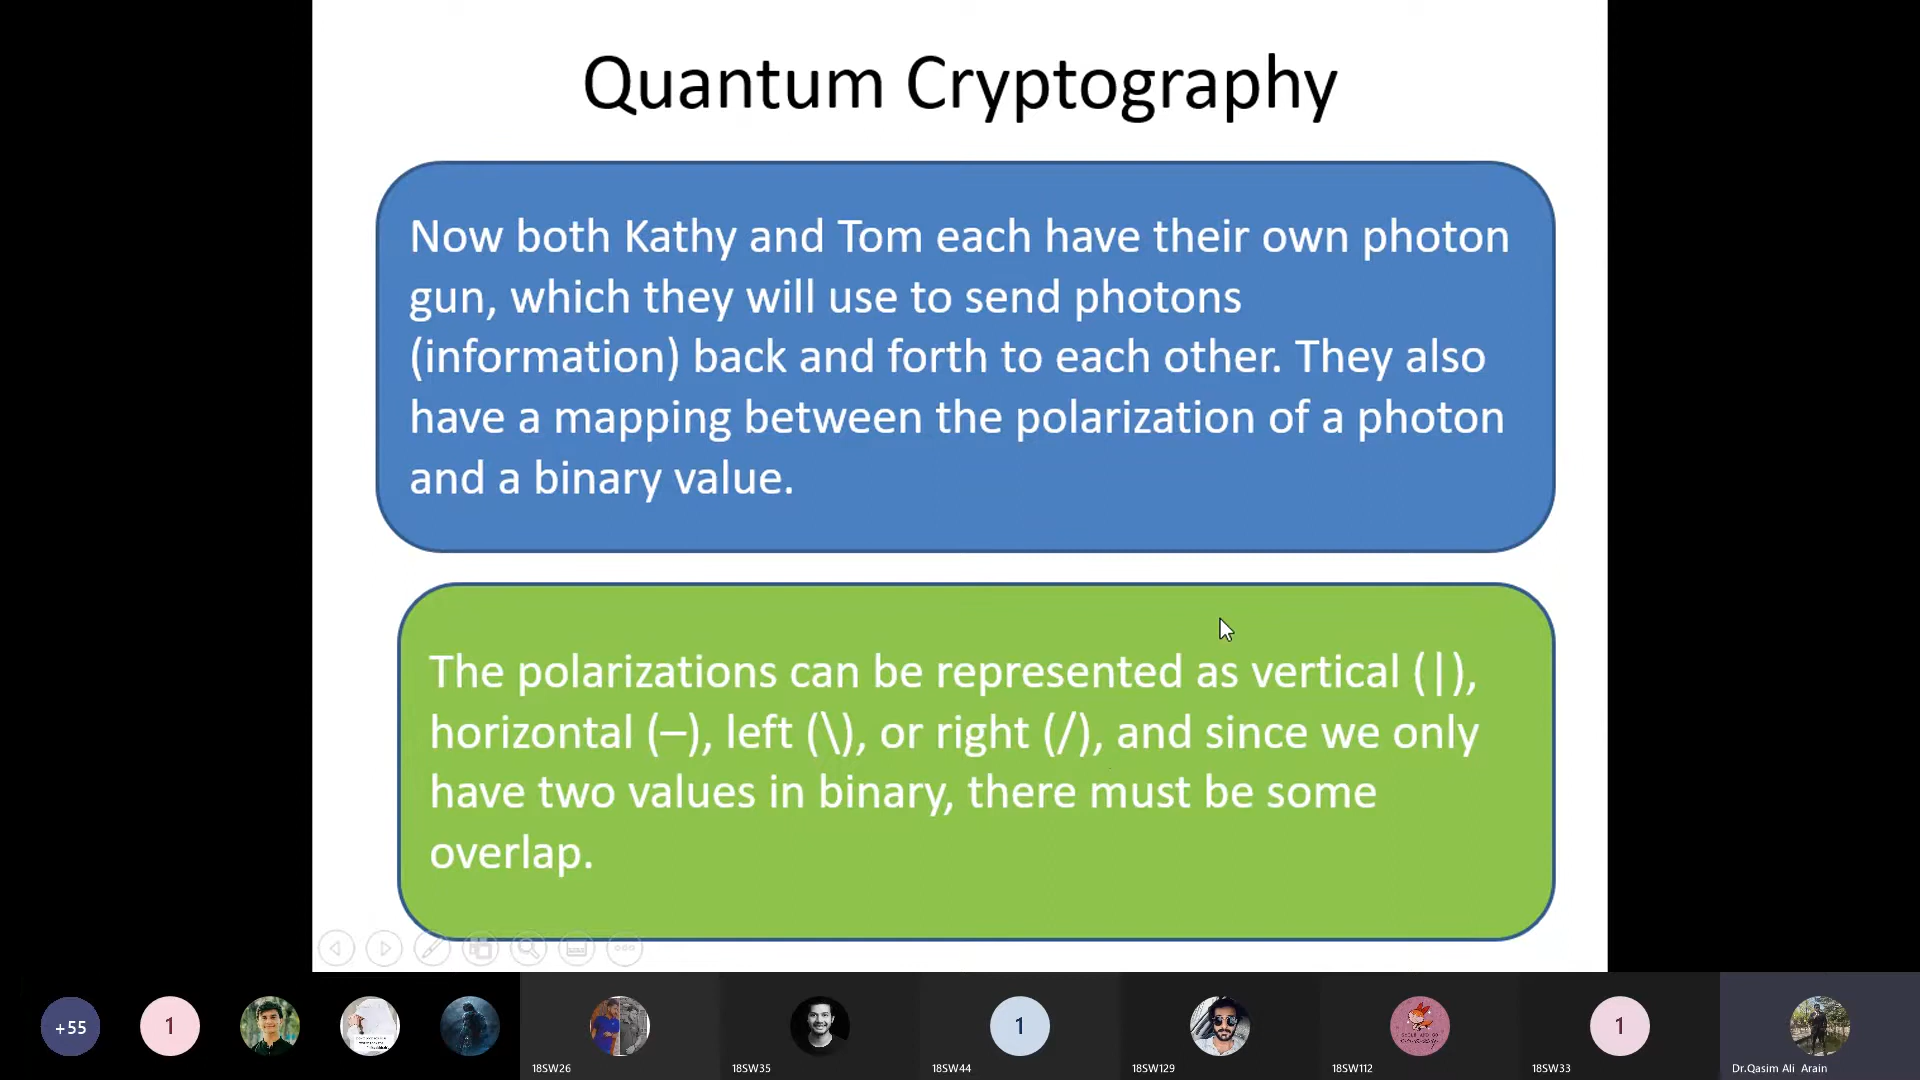 Quantum Cryptography
Now both Kathy and Tom each have their own photon
gun, which they will use to send photons
(information) back and forth to each other. They also
have a mapping between the polarization of a photon
and a binary value.
The polarizations can be represented as vertical (|),
horizontal (–), left (\), or right (/), and since we only
have two values in binary, there must be some
overlap.
+55
1
1
1
18SW26
18SW35
18SW44
18SW129
18SW112
18SW33
Dr.Qasim Ali Arain